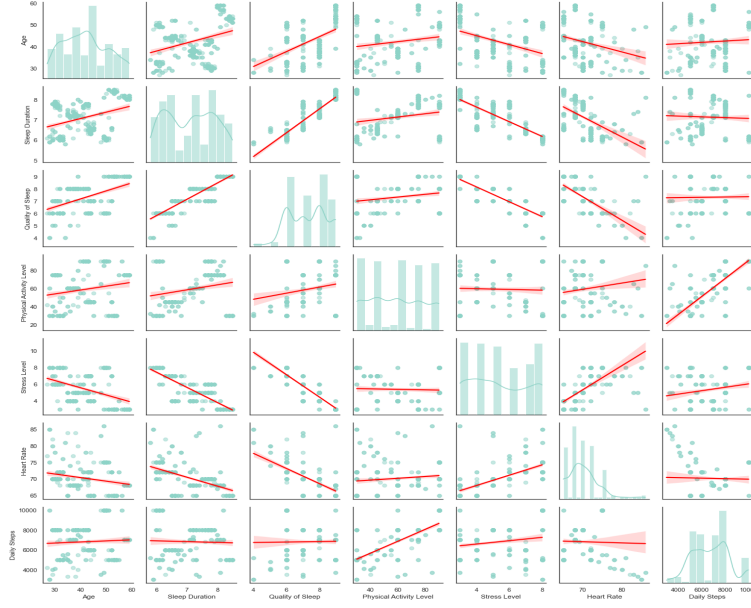 60
50
40
30
Age
8
7
6
5
Sleep Duration
9
8
7
6
5
4
Quality of Sleep
80
60
40
20
Physical Activity Level
10
8
6
4
Stress Level
85
80
75
70
65
Heart Rate
10000
8000
6000
4000
Daily Steps
30 40 50 60
6 7 8
4 6 8
40 60 80
4 6 8
70 80
4000 6000 8000
Age Sleep Duration Quality of Sleep Physical Activity Level Stress Level Heart Rate Daily Steps